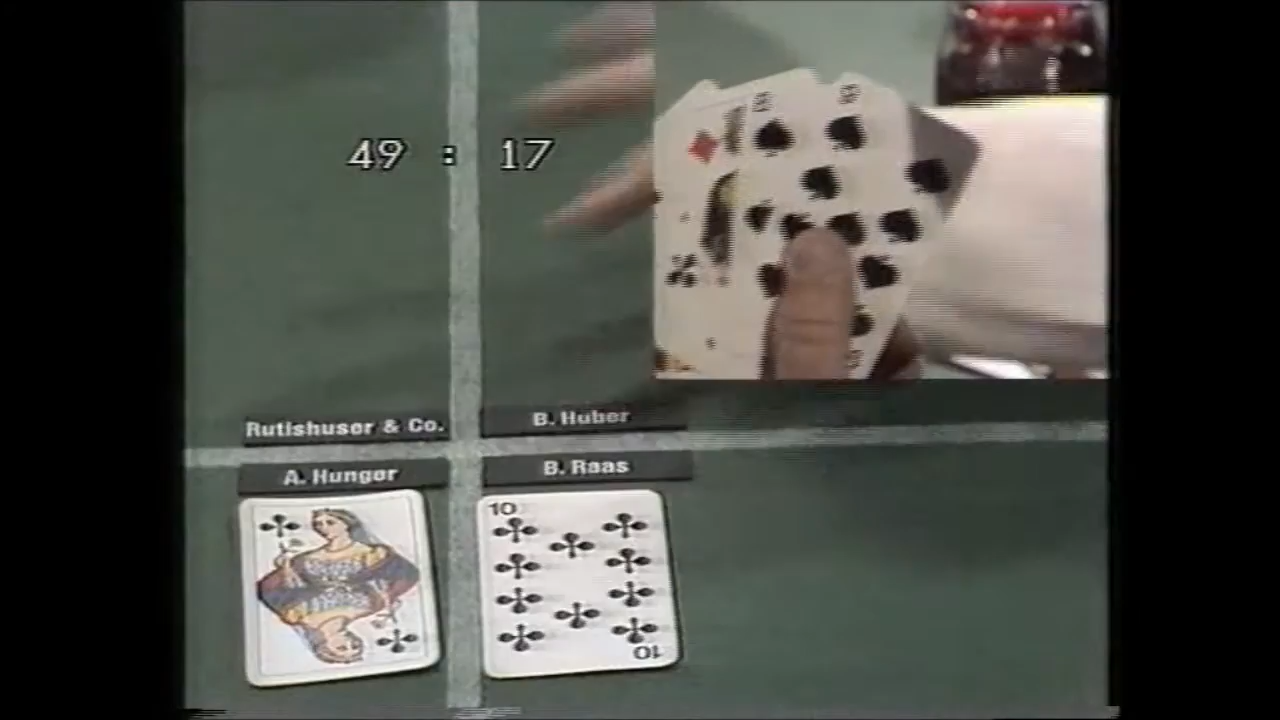 49 : 17
Rutishuser & Co.
B. Huber
A. Hunger
B. Raas
10
10